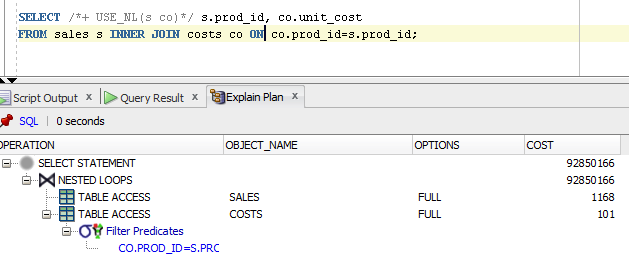 SELECT /*+ USE_NL(s co)*/ s.prod_id, co.unit_cost
FROM sales s INNER JOIN costs co ON co.prod_id=s.prod_id;
Script Output x Query Result x Explain Plan x
SQL | 0 seconds
OPERATION OBJECT_NAME OPTIONS COST
SELECT STATEMENT 92850166
NESTED LOOPS 92850166
TABLE ACCESS SALES FULL 1168
TABLE ACCESS COSTS FULL 101
Filter Predicates
CO.PROD_ID=S.PRC